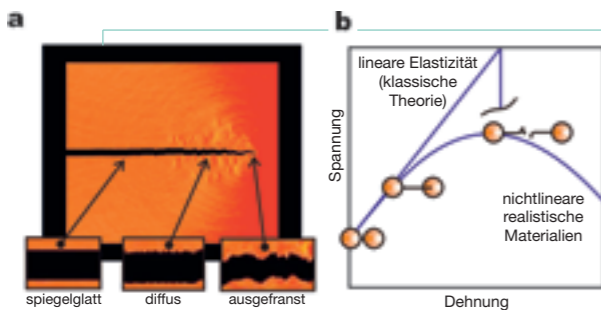 a
spiegelglatt
diffus
ausgefranst
b
lineare Elastizität
(klassische
Theorie)
Spannung
nichtlineare
realistische
Materialien
Dehnung